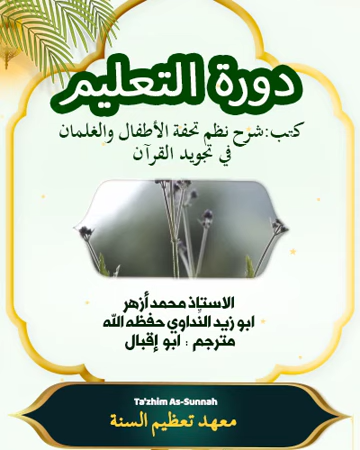 دورة التعليم
كتب:شرح نظم تحفة الأطفال والغلمان
في تجويد القرآن
الاستاذ محمد أزهر
ابو زيد النداوي حفظه الله
مترجم : ابو إقبال
Ta'zhim As-Sunnah
معهد تعظيم السنة